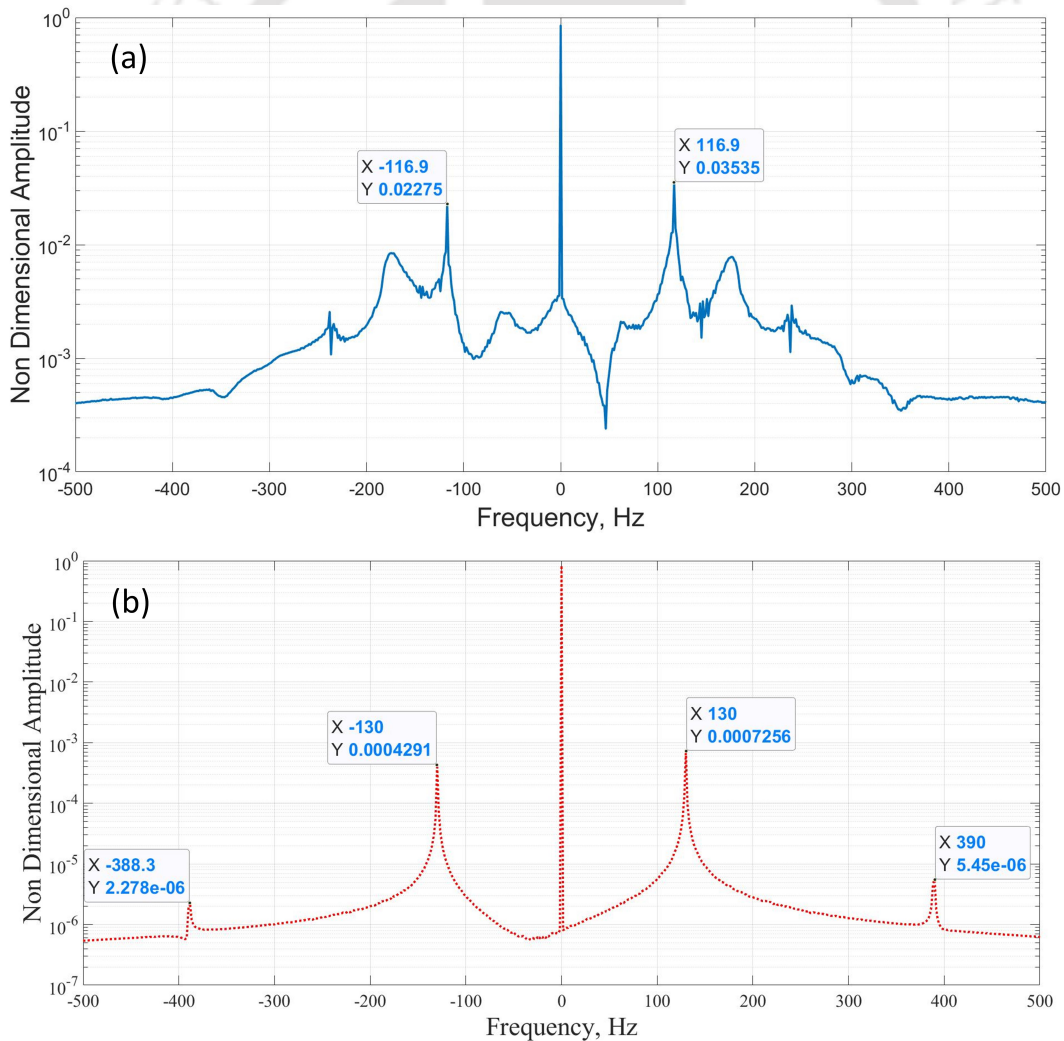 (a)
Non Dimensional Amplitude
10^0
10^-1
10^-2
10^-3
10^-4
X -116.9
Y 0.02275
X 116.9
Y 0.03535
-500 -400 -300 -200 -100 0 100 200 300 400 500
Frequency, Hz
(b)
Non Dimensional Amplitude
10^0
10^-1
10^-2
10^-3
10^-4
10^-5
10^-6
10^-7
X -130
Y 0.0004291
X 130
Y 0.0007256
X -388.3
Y 2.278e-06
X 390
Y 5.45e-06
-500 -400 -300 -200 -100 0 100 200 300 400 500
Frequency, Hz